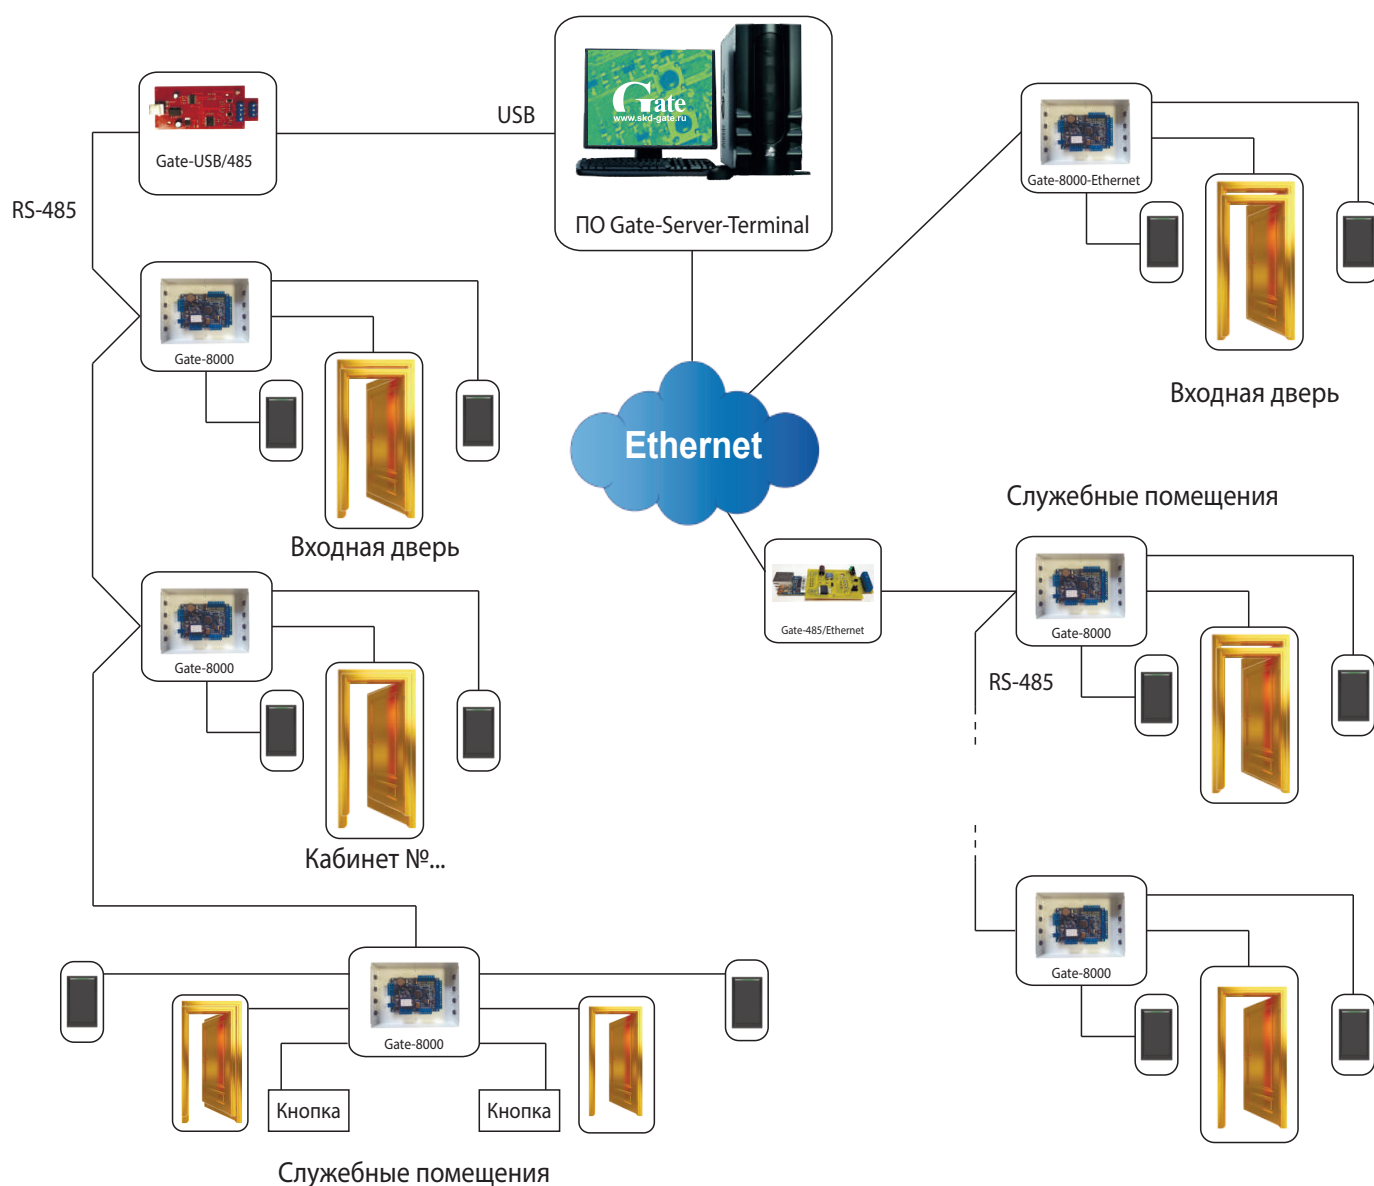 Gate
www.skd-gate.ru
ПО Gate-Server-Terminal
USB
Gate-USB/485
RS-485
Gate-8000-Ethernet
Входная дверь
Gate-8000
Входная дверь
Ethernet
Служебные помещения
Gate-485/Ethernet
Gate-8000
RS-485
Gate-8000
Кабинет №...
Gate-8000
Gate-8000
Кнопка
Кнопка
Служебные помещения